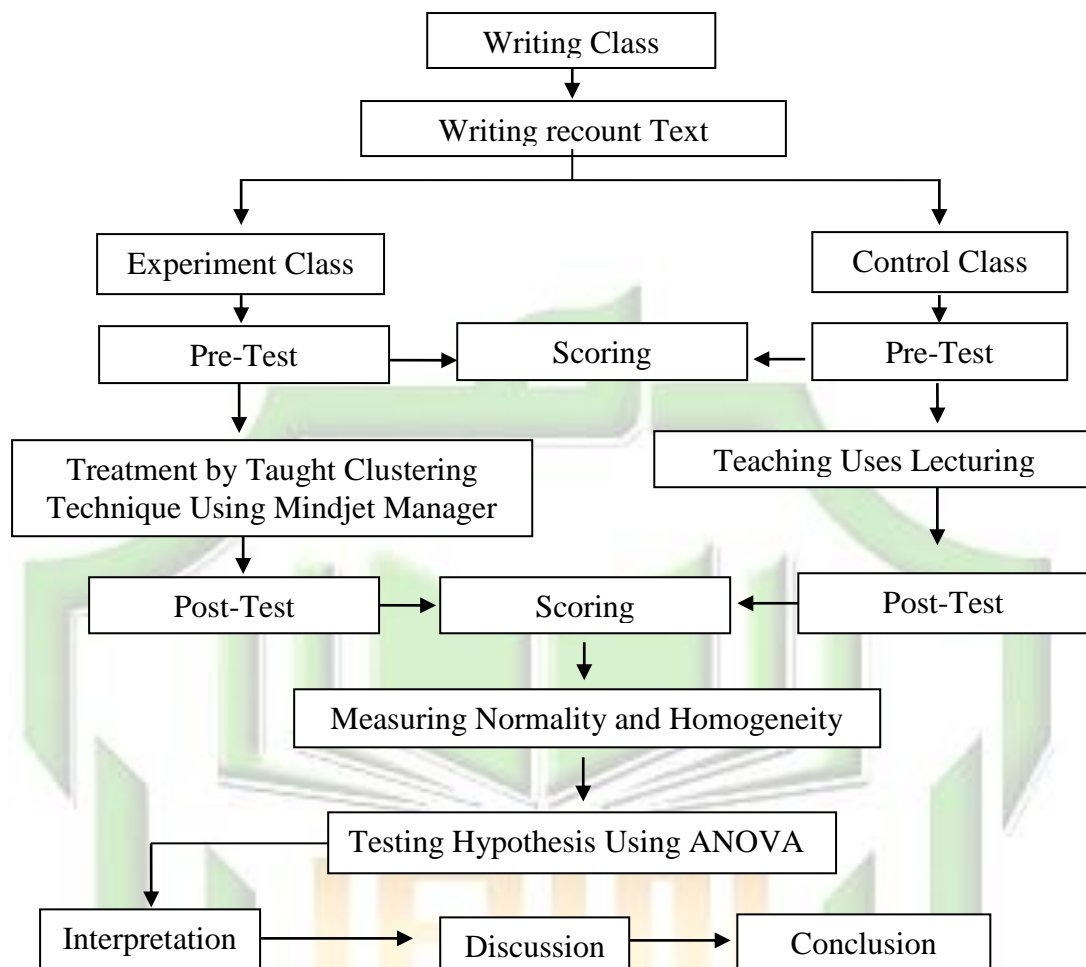 Writing Class
Writing recount Text
Experiment Class
Control Class
Pre-Test
Scoring
Pre-Test
Treatment by Taught Clustering
Technique Using Mindjet Manager
Teaching Uses Lecturing
Post-Test
Scoring
Post-Test
Measuring Normality and Homogeneity
Testing Hypothesis Using ANOVA
Interpretation
Discussion
Conclusion